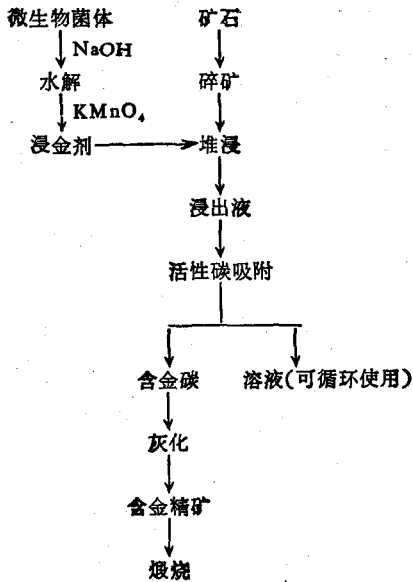 微生物菌体
矿石
NaOH
水解
碎矿
KMnO₄
浸金剂
堆浸
浸出液
活性碳吸附
含金碳
溶液(可循环使用)
灰化
含金精矿
煅烧